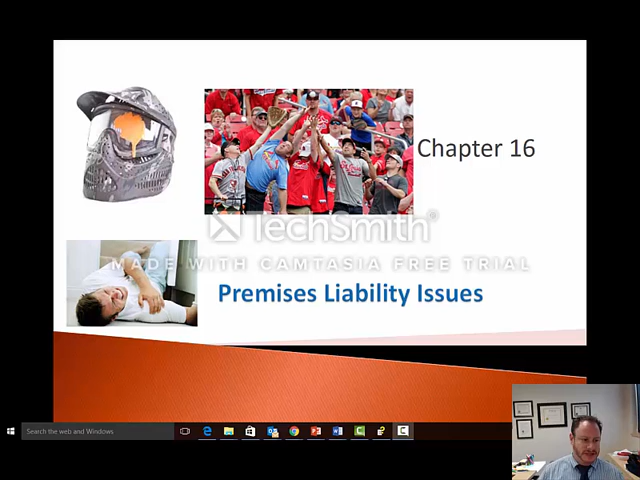 Chapter 16
TechSmith®
MADE WITH CAMTASIA FREE TRIAL
Premises Liability Issues
Search the web and Windows